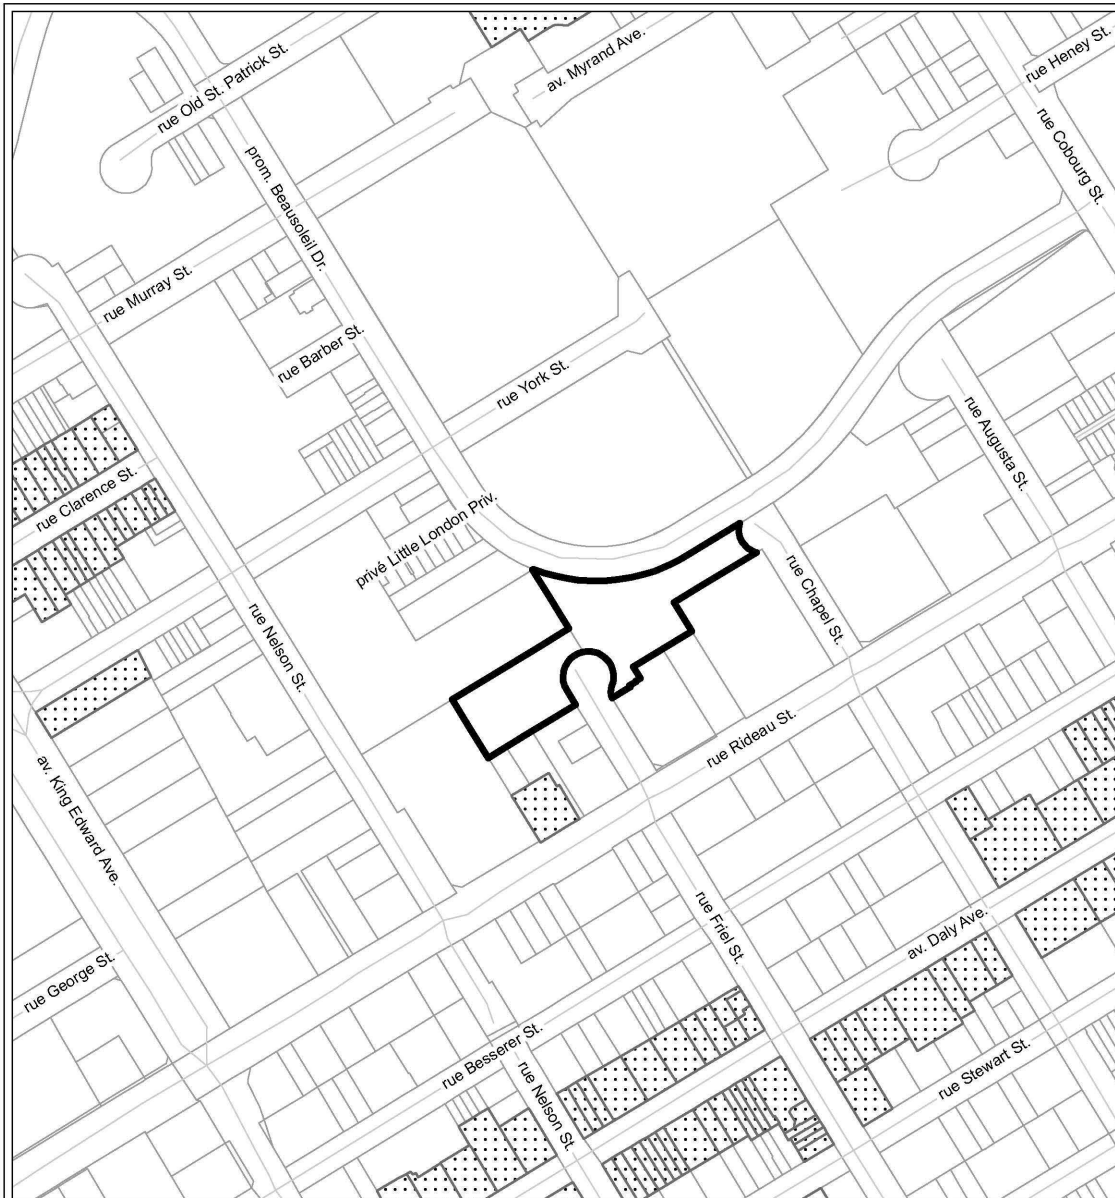 rue Old St. Patrick St.
av. Myrand Ave.
rue Heney St.
rue Cobourg St.
prom. Beausoleil Dr.
rue Murray St.
rue Barber St.
rue York St.
rue Augusta St.
rue Clarence St.
privé Little London Priv.
rue Chapel St.
rue Nelson St.
rue Rideau St.
av. King Edward Ave.
rue Friel St.
av. Daly Ave.
rue George St.
rue Besserer St.
rue Nelson St.
rue Stewart St.